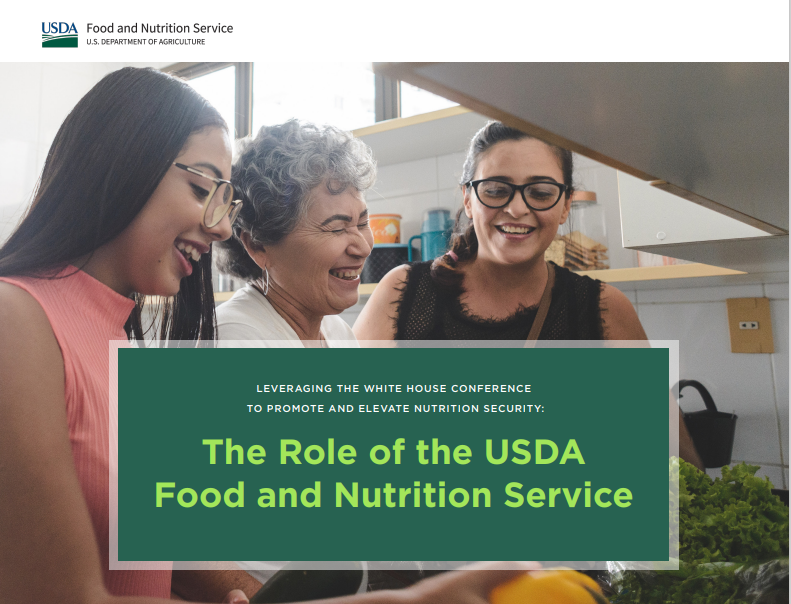 USDA
Food and Nutrition Service
U.S. DEPARTMENT OF AGRICULTURE
LEVERAGING THE WHITE HOUSE CONFERENCE
TO PROMOTE AND ELEVATE NUTRITION SECURITY:
The Role of the USDA
Food and Nutrition Service